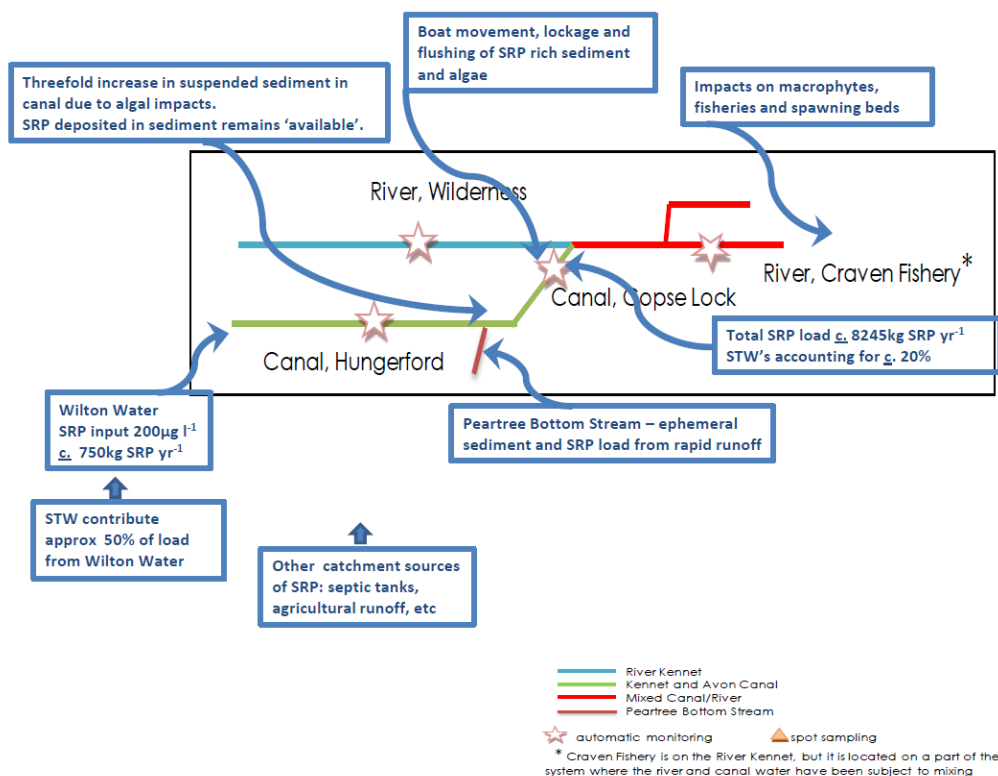 Boat movement, lockage and
flushing of SRP rich sediment
and algae
Threefold increase in suspended sediment in
canal due to algal impacts.
SRP deposited in sediment remains ‘available’.
Impacts on macrophytes,
fisheries and spawning beds
River, Wilderness
River, Craven Fishery*
Canal, Copse Lock
Canal, Hungerford
Total SRP load c. 8245kg SRP yr⁻¹
STW’s accounting for c. 20%
Wilton Water
SRP input 200µg l⁻¹
c. 750kg SRP yr⁻¹
Peartree Bottom Stream – ephemeral
sediment and SRP load from rapid runoff
STW contribute
approx 50% of load
from Wilton Water
Other catchment sources
of SRP: septic tanks,
agricultural runoff, etc
River Kennet
Kennet and Avon Canal
Mixed Canal/River
Peartree Bottom Stream
automatic monitoring spot sampling
* Craven Fishery is on the River Kennet, but it is located on a part of the
system where the river and canal water have been subject to mixing